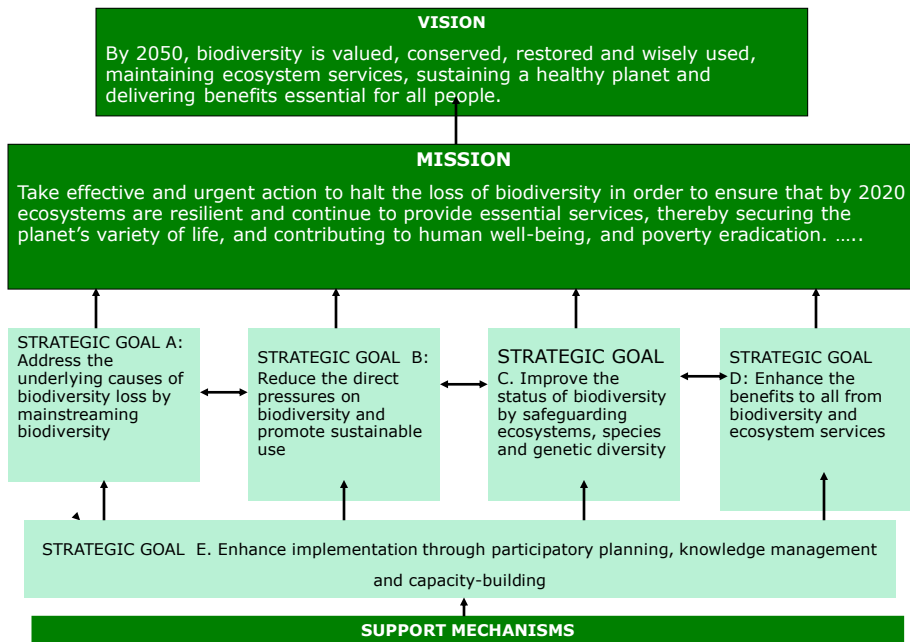 VISION
By 2050, biodiversity is valued, conserved, restored and wisely used,
maintaining ecosystem services, sustaining a healthy planet and
delivering benefits essential for all people.
MISSION
Take effective and urgent action to halt the loss of biodiversity in order to ensure that by 2020
ecosystems are resilient and continue to provide essential services, thereby securing the
planet’s variety of life, and contributing to human well-being, and poverty eradication. …..
STRATEGIC GOAL A:
Address the
underlying causes of
biodiversity loss by
mainstreaming
biodiversity
STRATEGIC GOAL B:
Reduce the direct
pressures on
biodiversity and
promote sustainable
use
STRATEGIC GOAL
C. Improve the
status of biodiversity
by safeguarding
ecosystems, species
and genetic diversity
STRATEGIC GOAL
D: Enhance the
benefits to all from
biodiversity and
ecosystem services
STRATEGIC GOAL E. Enhance implementation through participatory planning, knowledge management
and capacity-building
SUPPORT MECHANISMS